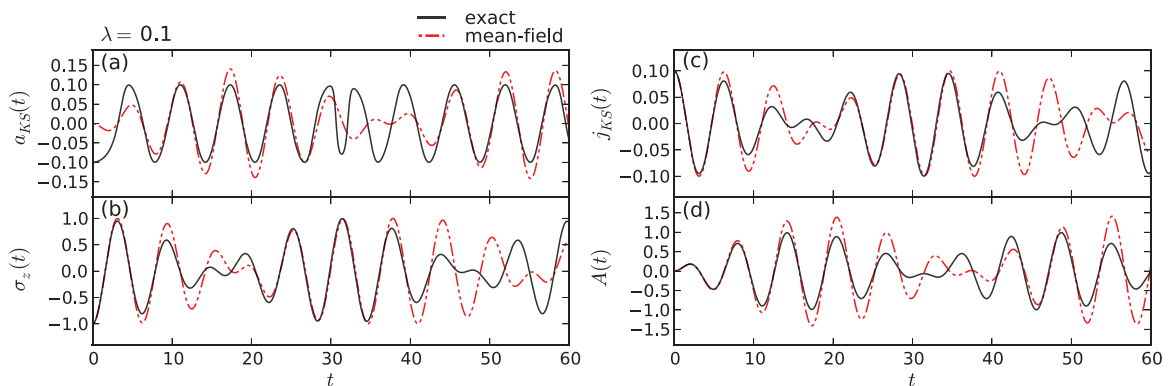 λ = 0.1
exact
mean-field
(a)
a_KS(t)
0.15
0.10
0.05
0.00
−0.05
−0.10
−0.15
(b)
σ_z(t)
1.0
0.5
0.0
−0.5
−1.0
0 10 20 30 40 50 60
t
(c)
j_KS(t)
0.10
0.05
0.00
−0.05
−0.10
(d)
A(t)
1.5
1.0
0.5
0.0
−0.5
−1.0
−1.5
0 10 20 30 40 50 60
t